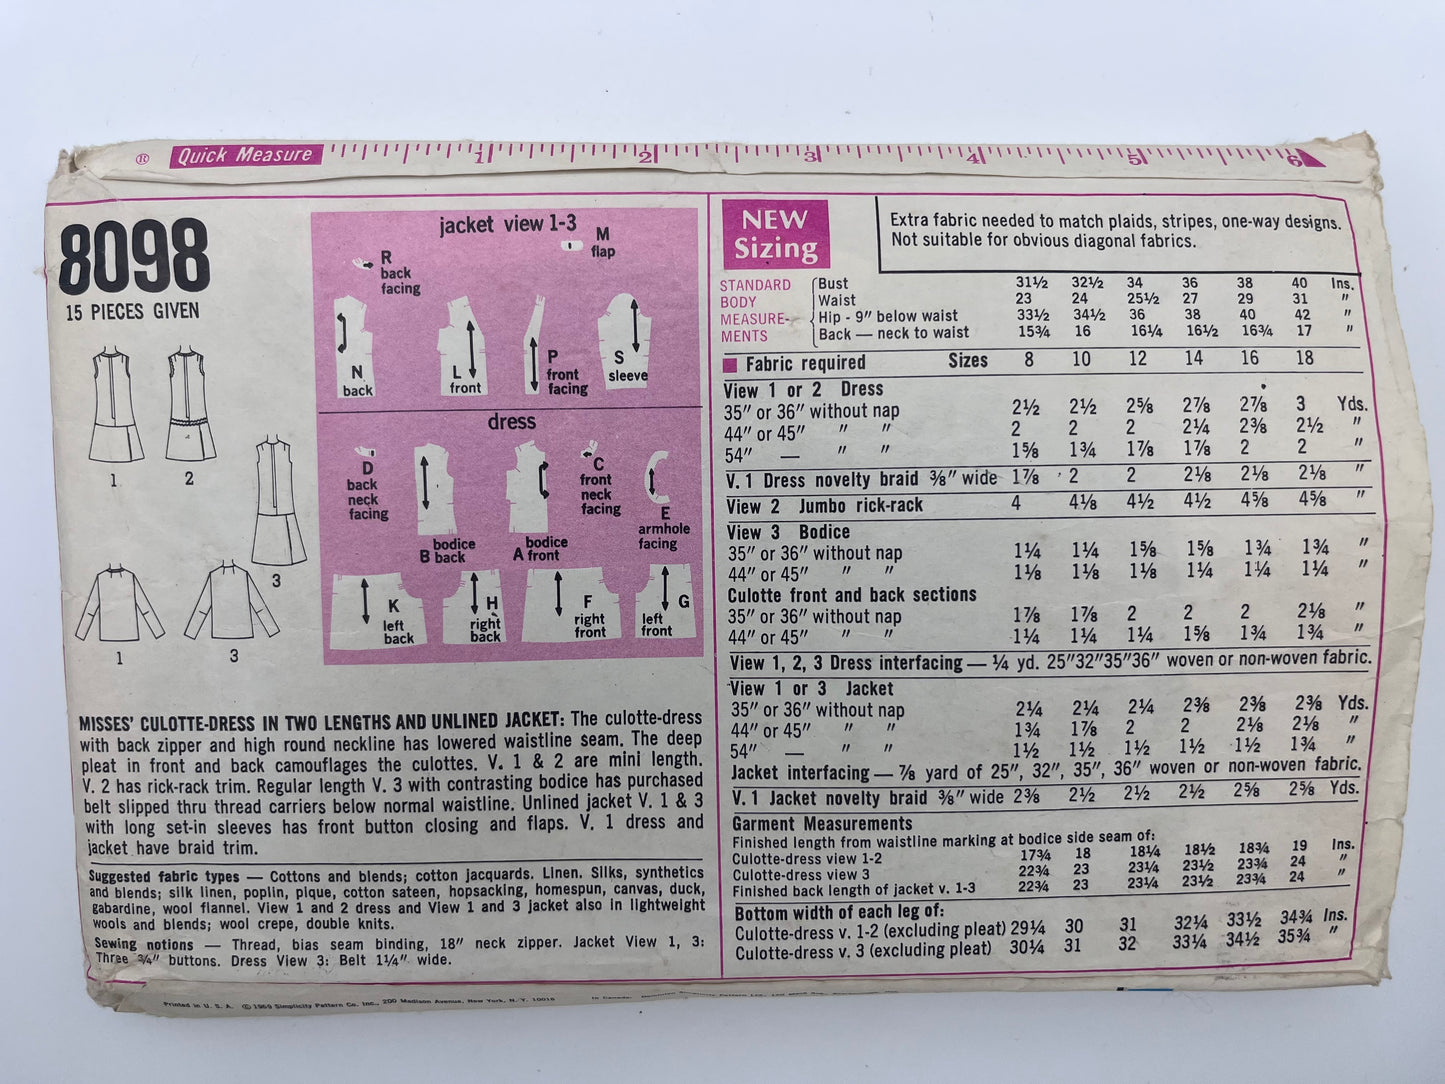 ® Quick Measure 1 2 3 4 5 6
8098
15 PIECES GIVEN
1
2
3
1
3
jacket view 1-3
R
back
facing
M
flap
N
back
L
front
P
front
facing
S
sleeve
dress
D
back
neck
facing
B bodice
back
A bodice
front
C
front
neck
facing
E
armhole
facing
K
left
back
H
right
back
F
right
front
G
left
front
MISSES' CULOTTE-DRESS IN TWO LENGTHS AND UNLINED JACKET: The culotte-dress
with back zipper and high round neckline has lowered waistline seam. The deep
pleat in front and back camouflages the culottes. V. 1 & 2 are mini length.
V. 2 has rick-rack trim. Regular length V. 3 with contrasting bodice has purchased
belt slipped thru thread carriers below normal waistline. Unlined jacket V. 1 & 3
with long set-in sleeves has front button closing and flaps. V. 1 dress and
jacket have braid trim.
Suggested fabric types — Cottons and blends; cotton jacquards. Linen. Silks, synthetics
and blends; silk linen, poplin, pique, cotton sateen, hopsacking, homespun, canvas, duck,
gabardine, wool flannel. View 1 and 2 dress and View 1 and 3 jacket also in lightweight
wools and blends; wool crepe, double knits.
Sewing notions — Thread, bias seam binding, 18" neck zipper. Jacket View 1, 3:
Three ¾" buttons. Dress View 3: Belt 1¼" wide.
NEW
Sizing
Extra fabric needed to match plaids, stripes, one-way designs.
Not suitable for obvious diagonal fabrics.
STANDARD
BODY
MEASURE-
MENTS
Bust 31½ 32½ 34 36 38 40 Ins.
Waist 23 24 25½ 27 29 31 "
Hip - 9" below waist 33½ 34½ 36 38 40 42 "
Back — neck to waist 15¾ 16 16¼ 16½ 16¾ 17 "
Fabric required Sizes 8 10 12 14 16 18
View 1 or 2 Dress
35" or 36" without nap 2½ 2½ 2⅝ 2⅞ 2⅞ 3 Yds.
44" or 45" " " 2 2 2 2¼ 2⅜ 2½ "
54" — " " 1⅝ 1¾ 1⅞ 1⅞ 2 2 "
V. 1 Dress novelty braid ⅜" wide 1⅞ 2 2 2⅛ 2⅛ 2⅛ "
View 2 Jumbo rick-rack 4 4⅛ 4½ 4½ 4⅝ 4⅝ "
View 3 Bodice
35" or 36" without nap 1¼ 1¼ 1⅝ 1⅝ 1¾ 1¾ "
44" or 45" " " 1⅛ 1⅛ 1⅛ 1¼ 1¼ 1¼ "
Culotte front and back sections
35" or 36" without nap 1⅞ 1⅞ 2 2 2 2⅛ "
44" or 45" " " 1¼ 1¼ 1¼ 1⅝ 1¾ 1¾ "
View 1, 2, 3 Dress interfacing — ¼ yd. 25"32"35"36" woven or non-woven fabric.
View 1 or 3 Jacket
35" or 36" without nap 2¼ 2¼ 2¼ 2⅜ 2⅜ 2⅜ Yds.
44" or 45" " " 1¾ 1⅞ 2 2 2⅛ 2⅛ "
54" — " " 1½ 1½ 1½ 1½ 1½ 1¾ "
Jacket interfacing — ⅞ yard of 25", 32", 35", 36" woven or non-woven fabric.
V. 1 Jacket novelty braid ⅜" wide 2⅜ 2½ 2½ 2½ 2⅝ 2⅝ Yds.
Garment Measurements
Finished length from waistline marking at bodice side seam of:
Culotte-dress view 1-2 17¾ 18 18¼ 18½ 18¾ 19 Ins.
Culotte-dress view 3 22¾ 23 23¼ 23½ 23¾ 24 "
Finished back length of jacket v. 1-3 22¾ 23 23¼ 23½ 23¾ 24 "
Bottom width of each leg of:
Culotte-dress v. 1-2 (excluding pleat) 29¼ 30 31 32¼ 33½ 34¾ Ins.
Culotte-dress v. 3 (excluding pleat) 30¼ 31 32 33¼ 34½ 35¾ "
Printed in U. S. A. © 1969 Simplicity Pattern Co. Inc., 200 Madison Avenue, New York, N. Y. 10016 In Canada: